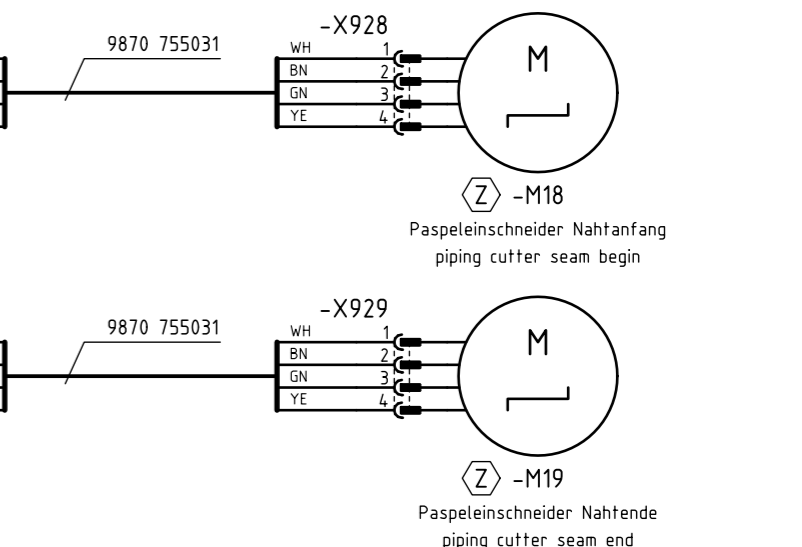 -X928
9870 755031
WH 1
BN 2
GN 3
YE 4
M
Z -M18
Paspeleinschneider Nahtanfang
piping cutter seam begin
-X929
9870 755031
WH 1
BN 2
GN 3
YE 4
M
Z -M19
Paspeleinschneider Nahtende
piping cutter seam end